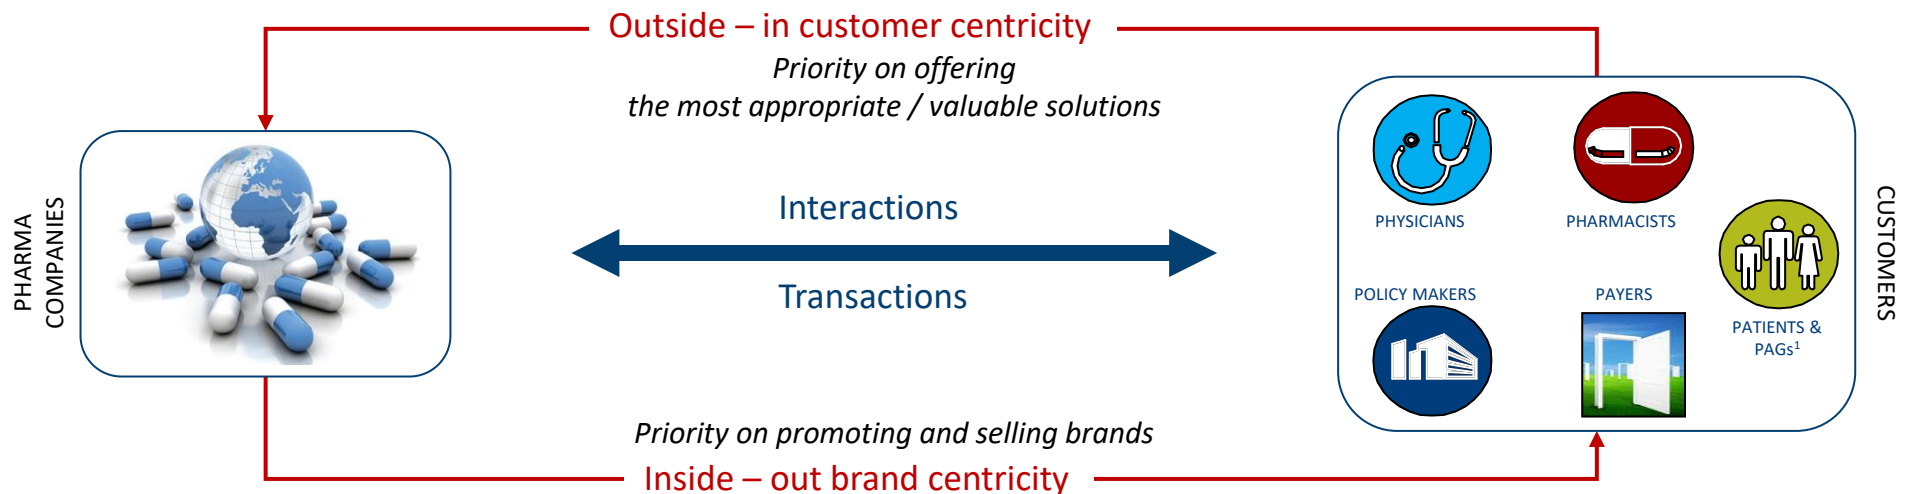 Outside – in customer centricity
Priority on offering
the most appropriate / valuable solutions
PHARMA
COMPANIES
Interactions
Transactions
PHYSICIANS
PHARMACISTS
POLICY MAKERS
PAYERS
PATIENTS &
PAGs¹
CUSTOMERS
Priority on promoting and selling brands
Inside – out brand centricity